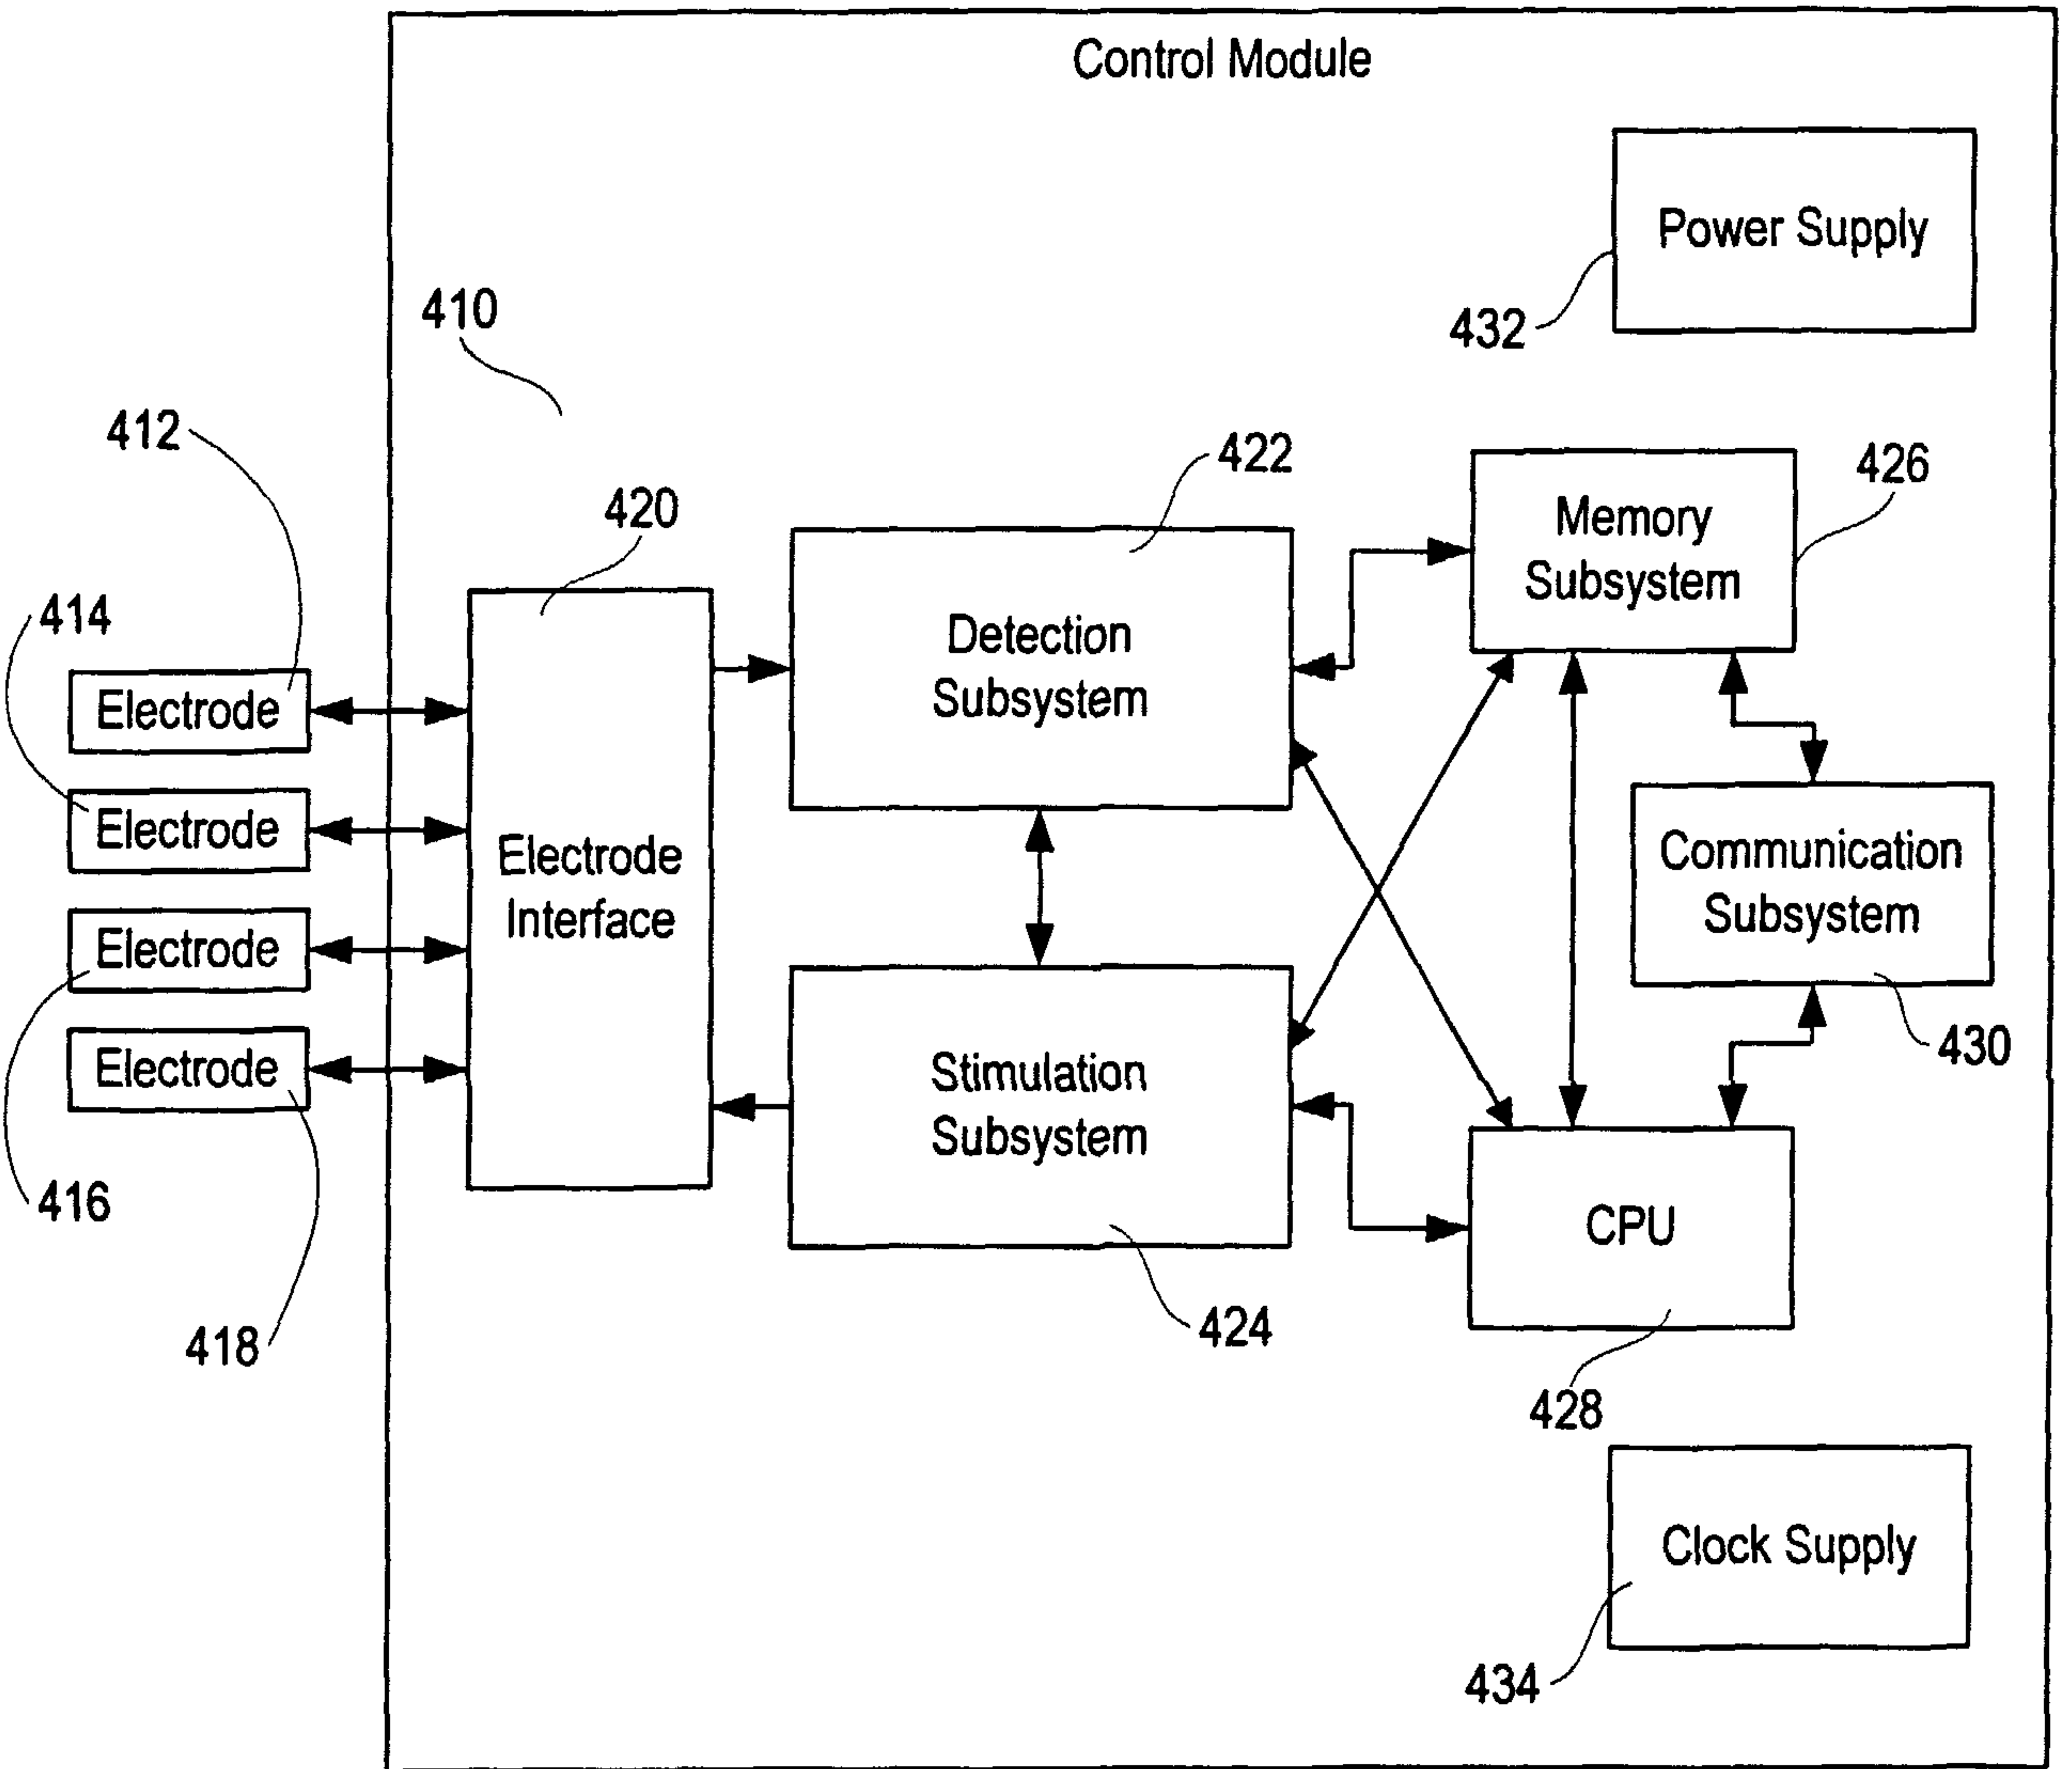 Control Module
Power Supply
432
410
412
422
426
420
Memory
Subsystem
414
Detection
Subsystem
Electrode
Electrode
Electrode
Electrode
Electrode
Interface
Communication
Subsystem
430
Stimulation
Subsystem
416
CPU
418
424
428
Clock Supply
434